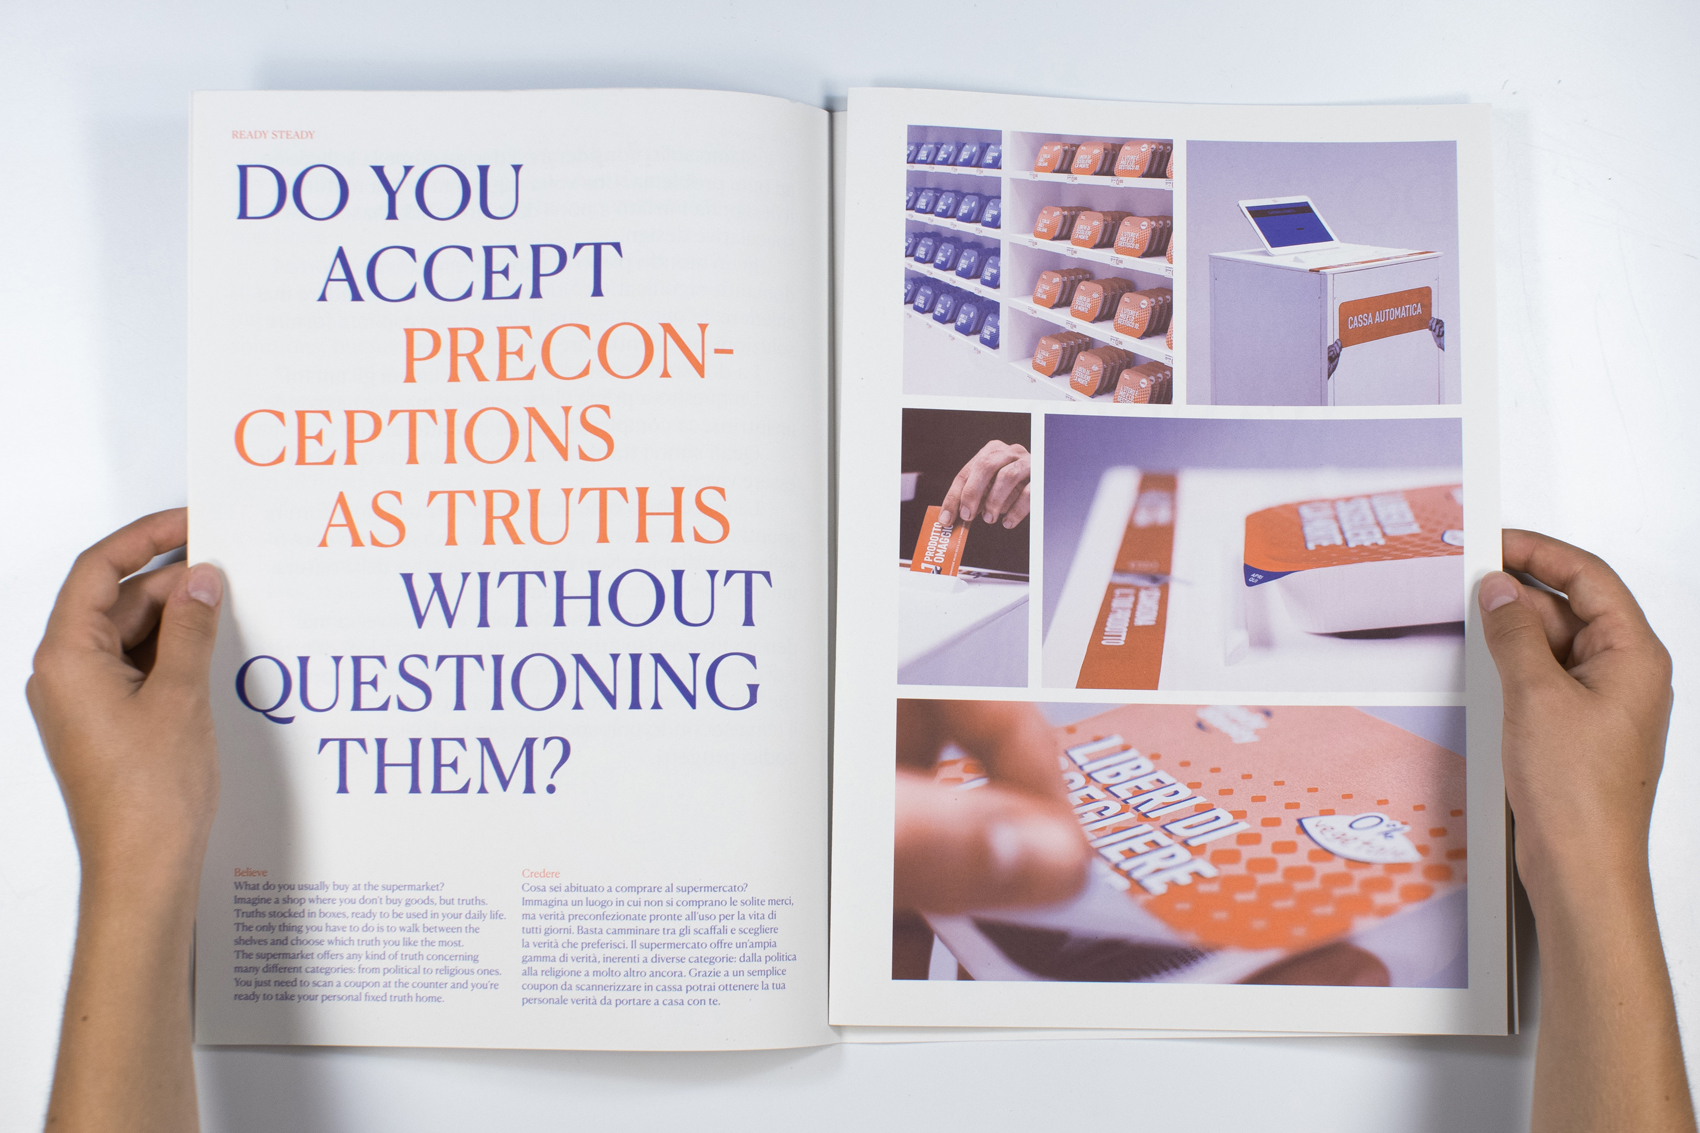 READY STEADY
DO YOU
ACCEPT
PRECON-
CEPTIONS
AS TRUTHS
WITHOUT
QUESTIONING
THEM?
Believe
What do you usually buy at the supermarket?
Imagine a shop where you don't buy goods, but truths.
Truths stocked in boxes, ready to be used in your daily life.
The only thing you have to do is to walk between the
shelves and choose which truth you like the most.
The supermarket offers any kind of truth concerning
many different categories: from political to religious ones.
You just need to scan a coupon at the counter and you're
ready to take your personal fixed truth home.
Credere
Cosa sei abituato a comprare al supermercato?
Immagina un luogo in cui non si comprano le solite merci,
ma verità preconfezionate pronte all'uso per la vita di
tutti giorni. Basta camminare tra gli scaffali e scegliere
la verità che preferisci. Il supermercato offre un'ampia
gamma di verità, inerenti a diverse categorie: dalla politica
alla religione a molto altro ancora. Grazie a un semplice
coupon da scannerizzare in cassa potrai ottenere la tua
personale verità da portare a casa con te.
CASSA AUTOMATICA
1 PRODOTTO
OMAGGIO
LIBERI DI
SCEGLIERE
LA MORTE
APRI
QUI
LIBERI DI
SCEGLIERE
0%